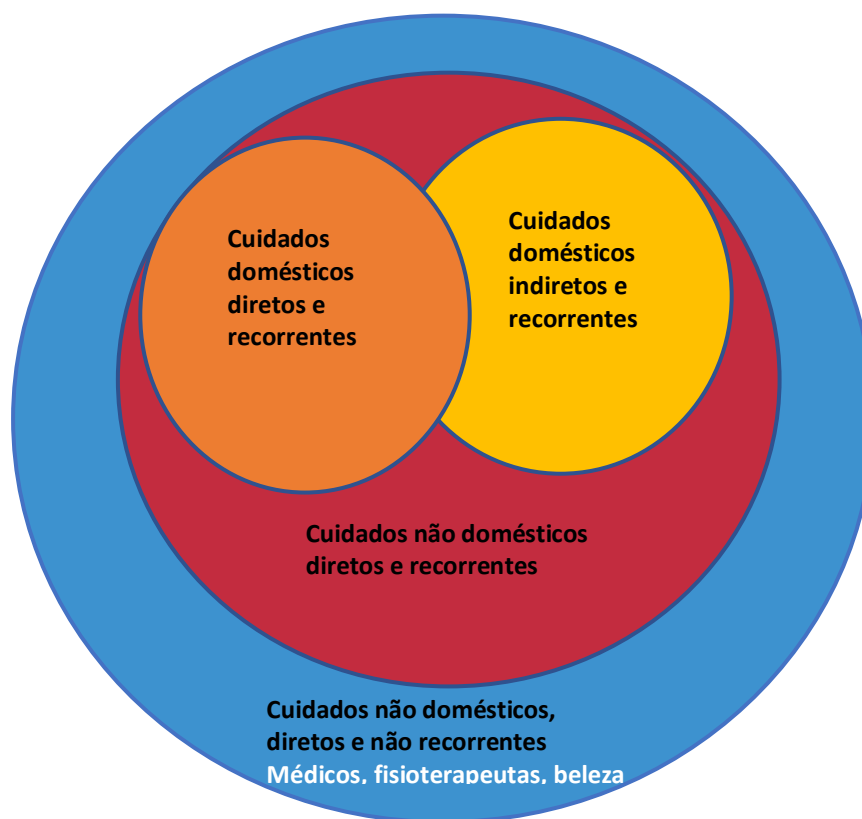 Cuidados
domésticos
diretos e
recorrentes
Cuidados
domésticos
indiretos e
recorrentes
Cuidados não domésticos
diretos e recorrentes
Cuidados não domésticos,
diretos e não recorrentes
Médicos, fisioterapeutas, beleza